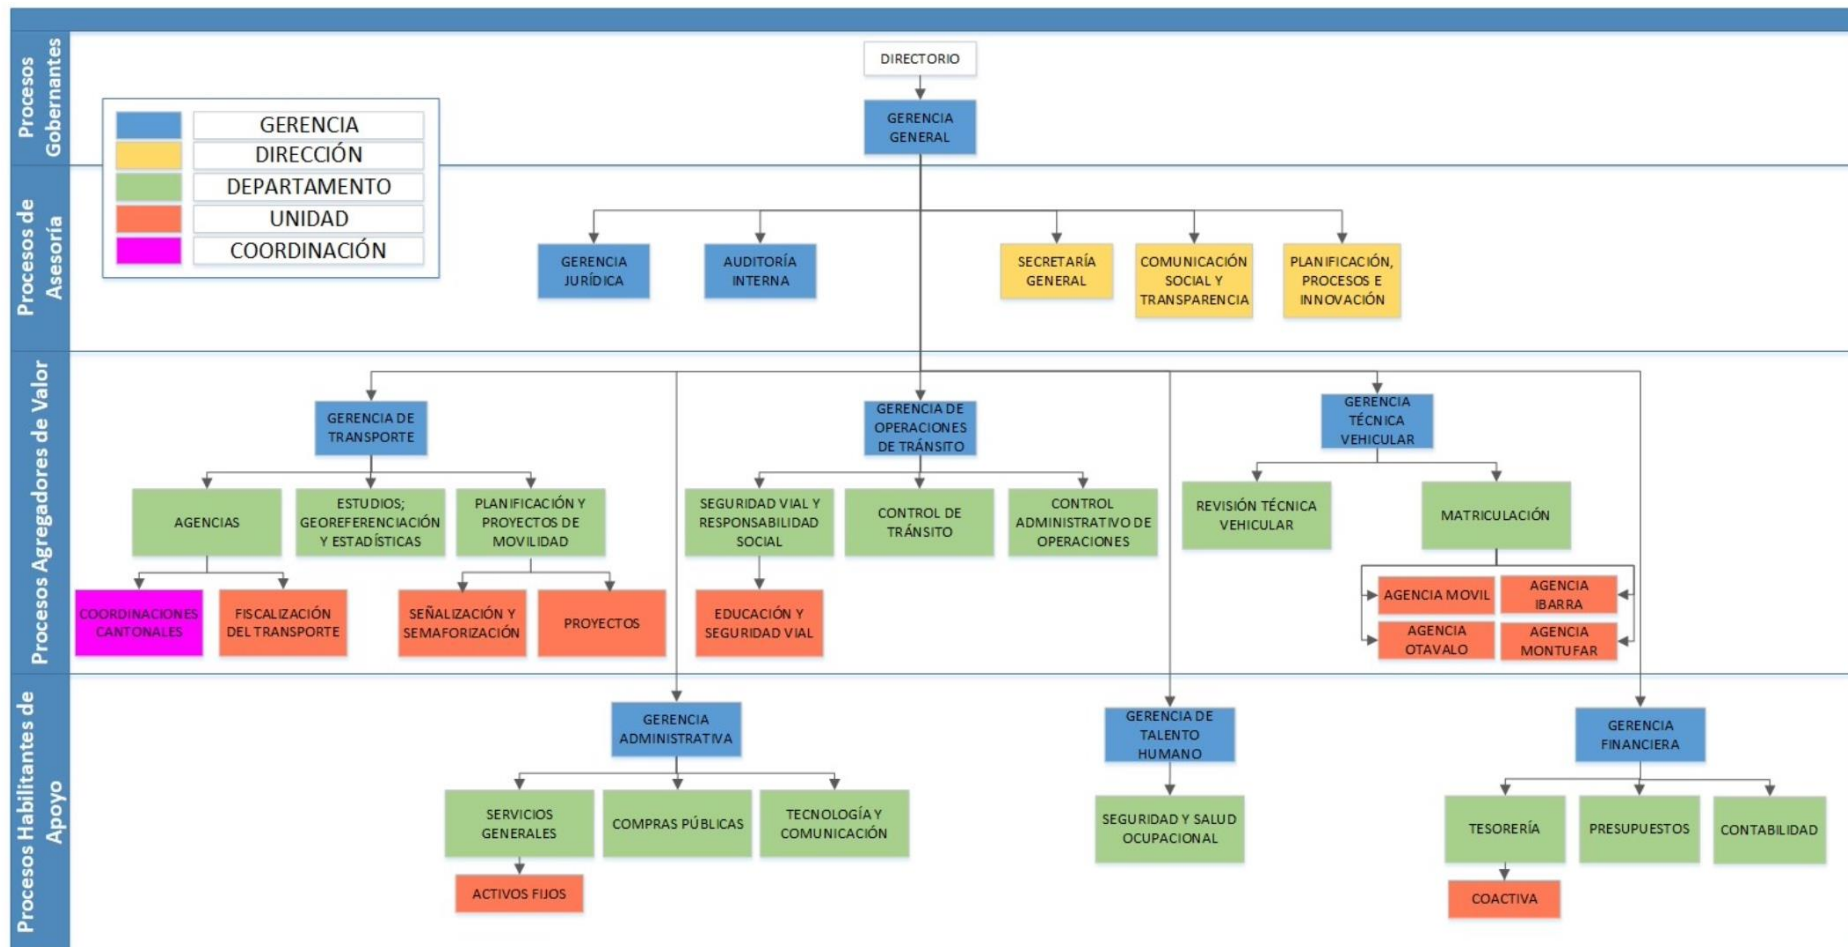 Procesos
Gobernantes
DIRECTORIO
GERENCIA
GENERAL
GERENCIA
DIRECCIÓN
DEPARTAMENTO
UNIDAD
COORDINACIÓN
Procesos de
Asesoría
GERENCIA
JURÍDICA
AUDITORÍA
INTERNA
SECRETARÍA
GENERAL
COMUNICACIÓN
SOCIAL Y
TRANSPARENCIA
PLANIFICACIÓN,
PROCESOS E
INNOVACIÓN
Procesos Agregadores de Valor
GERENCIA DE
TRANSPORTE
GERENCIA DE
OPERACIONES
DE TRÁNSITO
GERENCIA
TÉCNICA
VEHICULAR
AGENCIAS
ESTUDIOS;
GEOREFERENCIACIÓN
Y ESTADÍSTICAS
PLANIFICACIÓN Y
PROYECTOS DE
MOVILIDAD
SEGURIDAD VIAL Y
RESPONSABILIDAD
SOCIAL
CONTROL DE
TRÁNSITO
CONTROL
ADMINISTRATIVO DE
OPERACIONES
REVISIÓN TÉCNICA
VEHICULAR
MATRICULACIÓN
COORDINACIONES
CANTONALES
FISCALIZACIÓN
DEL TRANSPORTE
SEÑALIZACIÓN Y
SEMAFORIZACIÓN
PROYECTOS
EDUCACIÓN Y
SEGURIDAD VIAL
AGENCIA MOVIL
AGENCIA
IBARRA
AGENCIA
OTAVALO
AGENCIA
MONTUFAR
Procesos Habilitantes de
Apoyo
GERENCIA
ADMINISTRATIVA
GERENCIA DE
TALENTO
HUMANO
GERENCIA
FINANCIERA
SERVICIOS
GENERALES
COMPRAS PÚBLICAS
TECNOLOGÍA Y
COMUNICACIÓN
SEGURIDAD Y SALUD
OCUPACIONAL
TESORERÍA
PRESUPUESTOS
CONTABILIDAD
ACTIVOS FIJOS
COACTIVA